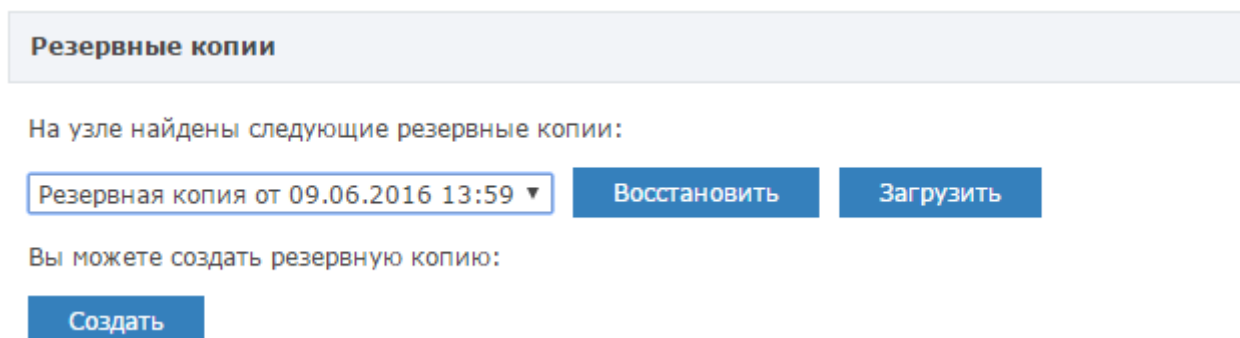 Резервные копии
На узле найдены следующие резервные копии:
Резервная копия от 09.06.2016 13:59 ▼ Восстановить Загрузить
Вы можете создать резервную копию:
Создать